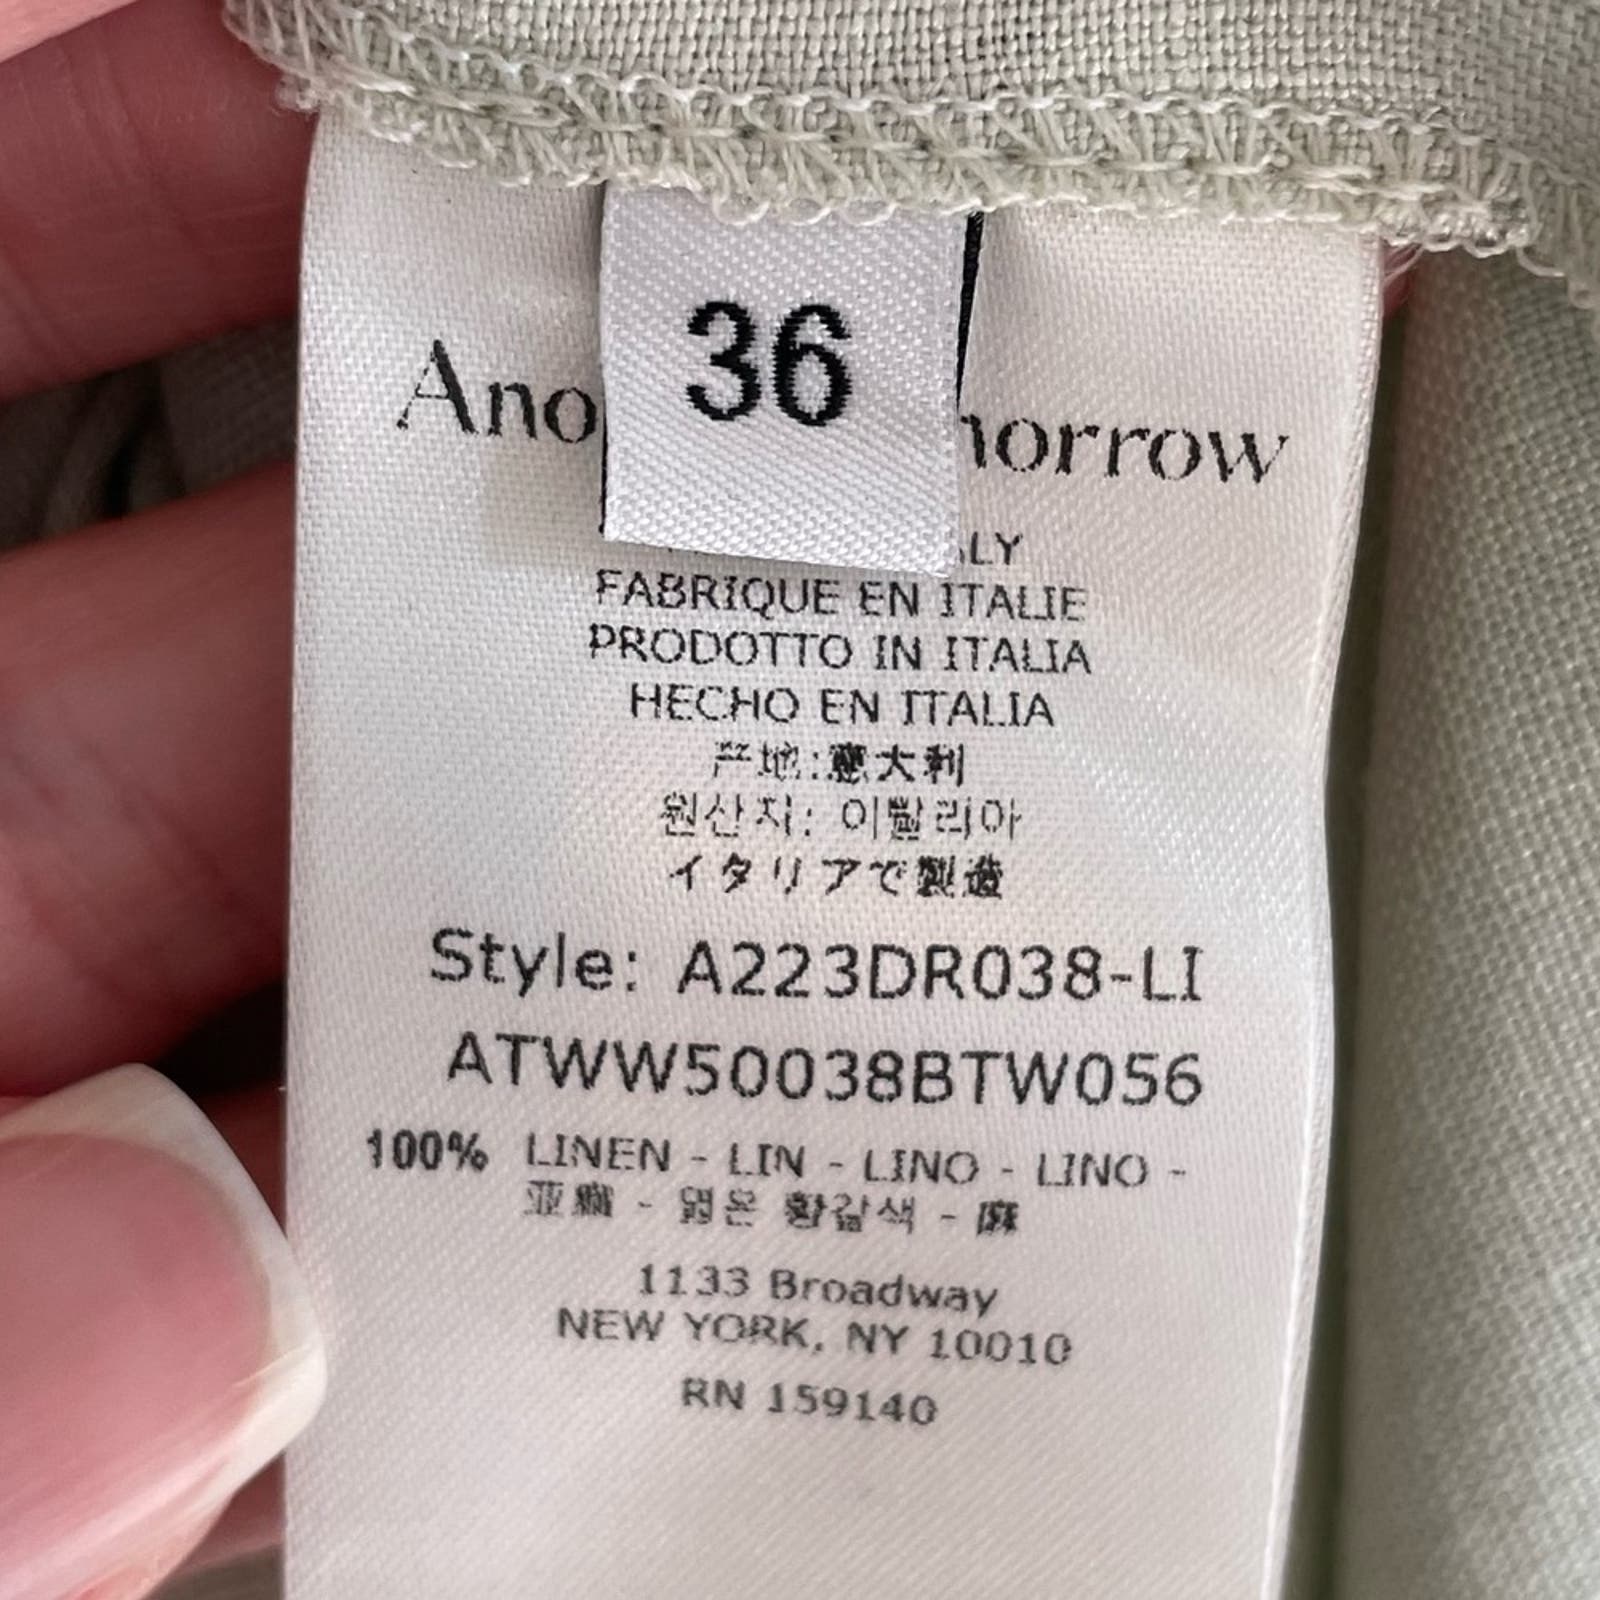 36
Ano orrow
LY
FABRIQUE EN ITALIE
PRODOTTO IN ITALIA
HECHO EN ITALIA
产地:意大利
원산지: 이탈리아
イタリアで製造
Style: A223DR038-LI
ATWW50038BTW056
100% LINEN - LIN - LINO - LINO -
亚麻 - 엷은 황갈색 - 麻
1133 Broadway
NEW YORK, NY 10010
RN 159140